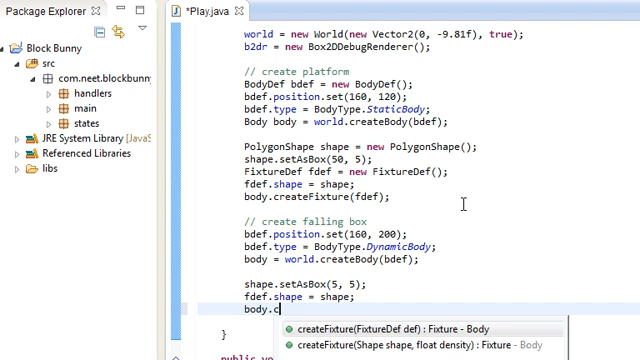 Package Explorer
*Play.java
Block Bunny
src
com.neet.blockbunny
handlers
main
states
JRE System Library [JavaS
Referenced Libraries
libs
world = new World(new Vector2(0, -9.81f), true);
b2dr = new Box2DDebugRenderer();
// create platform
BodyDef bdef = new BodyDef();
bdef.position.set(160, 120);
bdef.type = BodyType.StaticBody;
Body body = world.createBody(bdef);
PolygonShape shape = new PolygonShape();
shape.setAsBox(50, 5);
FixtureDef fdef = new FixtureDef();
fdef.shape = shape;
body.createFixture(fdef);
// create falling box
bdef.position.set(160, 200);
bdef.type = BodyType.DynamicBody;
body = world.createBody(bdef);
shape.setAsBox(5, 5);
fdef.shape = shape;
body.c
createFixture(FixtureDef def) : Fixture - Body
createFixture(Shape shape, float density) : Fixture - Body
}